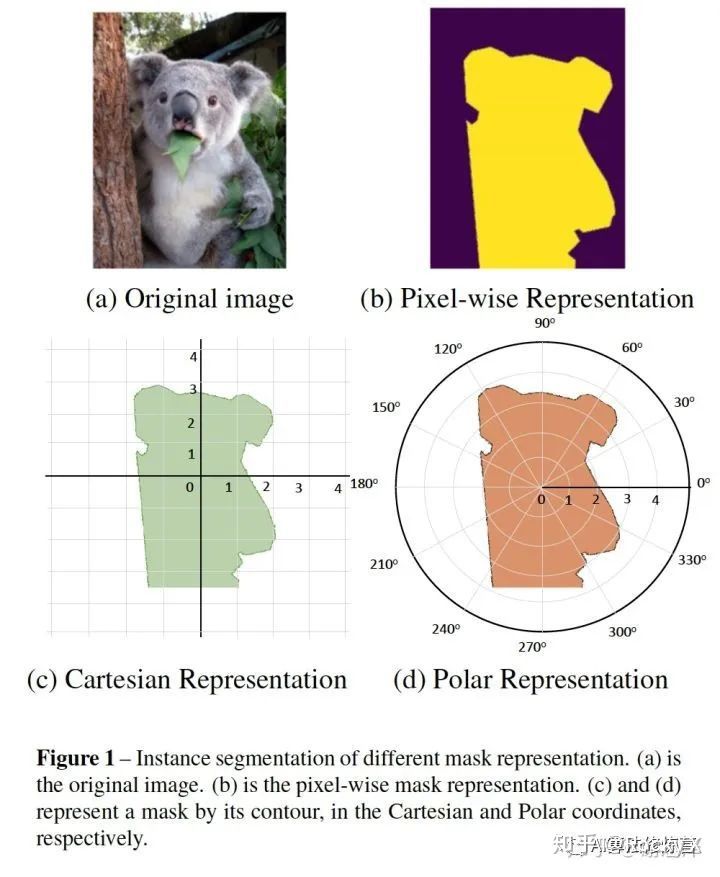 (a) Original image
(b) Pixel-wise Representation
4
3
2
1
0
1
2
3
4
90°
120°
60°
150°
30°
180°
0°
0
1
2
3
4
210°
330°
240°
300°
270°
(c) Cartesian Representation
(d) Polar Representation
Figure 1 – Instance segmentation of different mask representation. (a) is
the original image. (b) is the pixel-wise mask representation. (c) and (d)
represent a mask by its contour, in the Cartesian and Polar coordinates,
respectively.
知乎